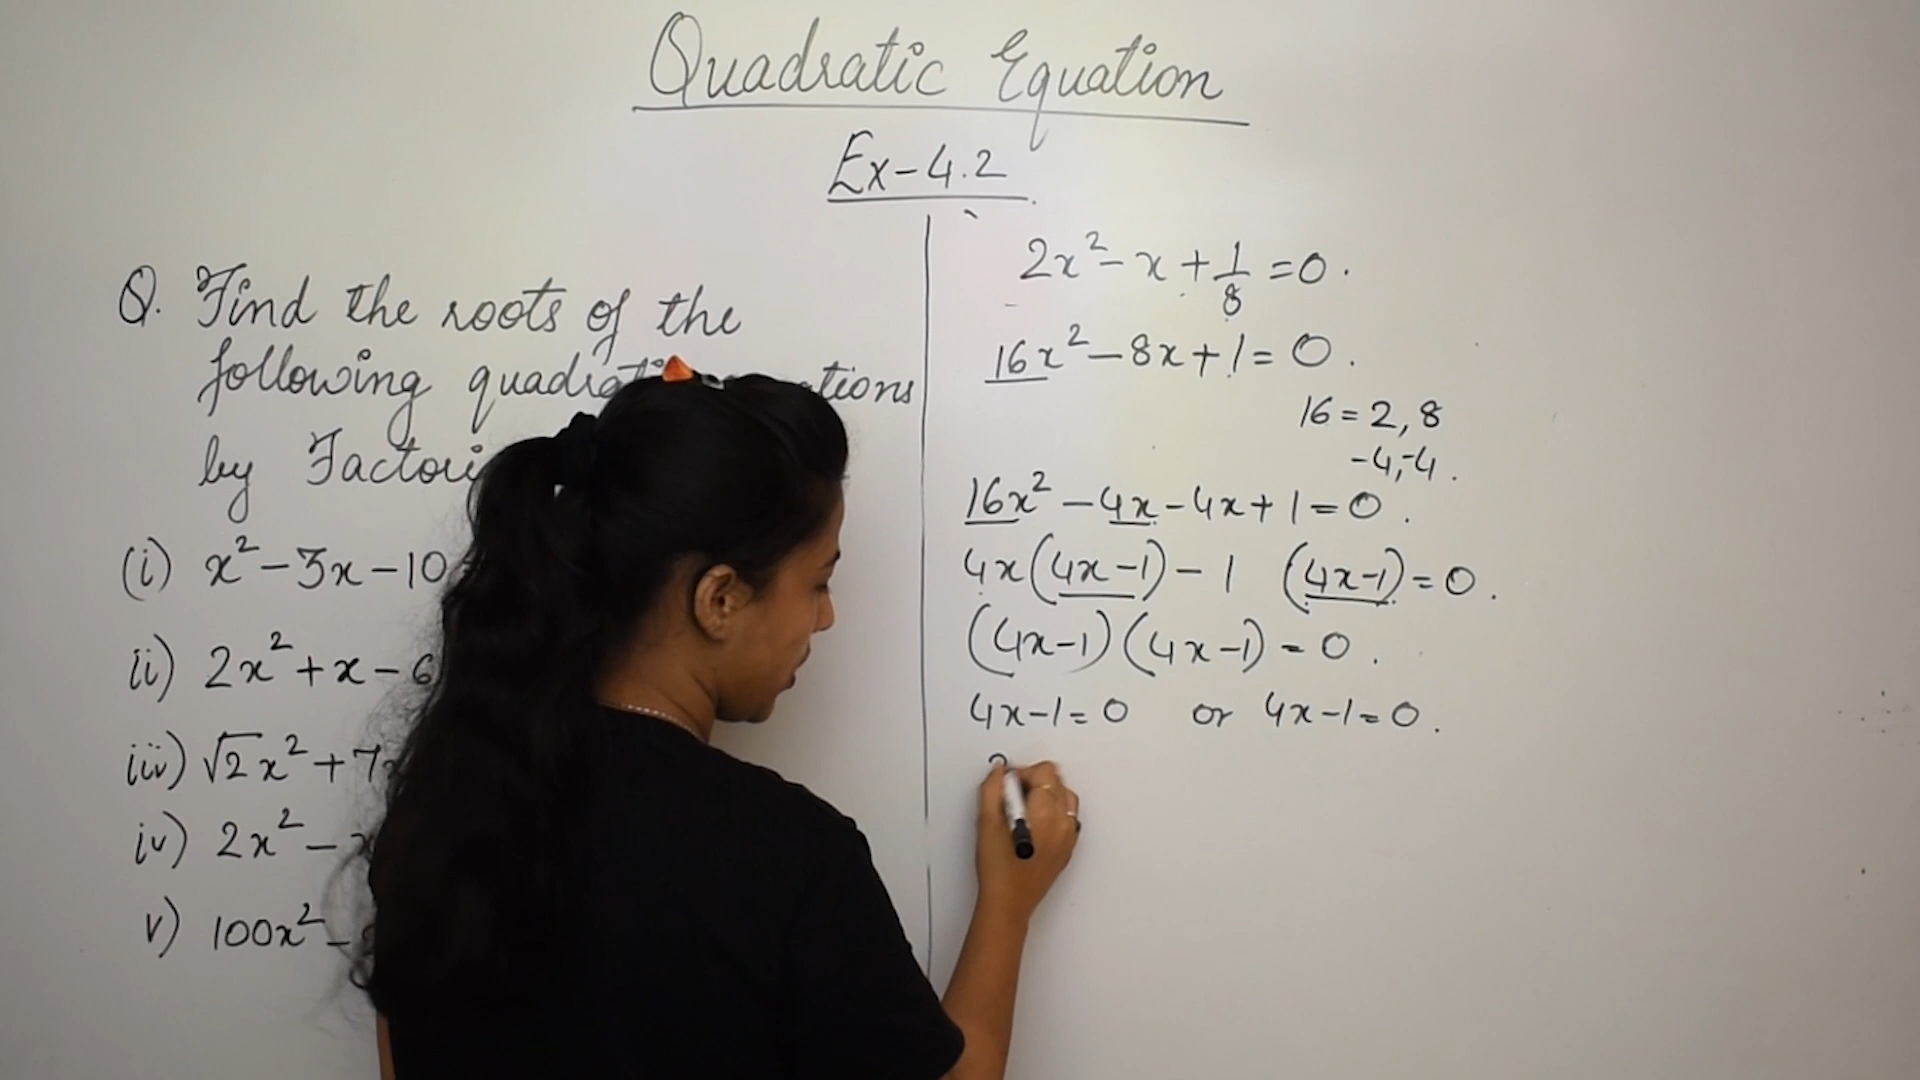 Quadratic Equation
Ex-4.2
Q. Find the roots of the
following
by
(i) x² - 3x - 10
(ii) 2x² + x - 6
(iii) √2x² + 7x
iv) 2x² - x
v) 100x² -
2x² - x + 1/8 = 0.
16x² - 8x + 1 = 0.
16 = 2, 8
-4, -4.
16x² - 4x - 4x + 1 = 0.
4x(4x-1) - 1 (4x-1) = 0.
(4x-1)(4x-1) = 0.
4x-1 = 0 or 4x-1 = 0.